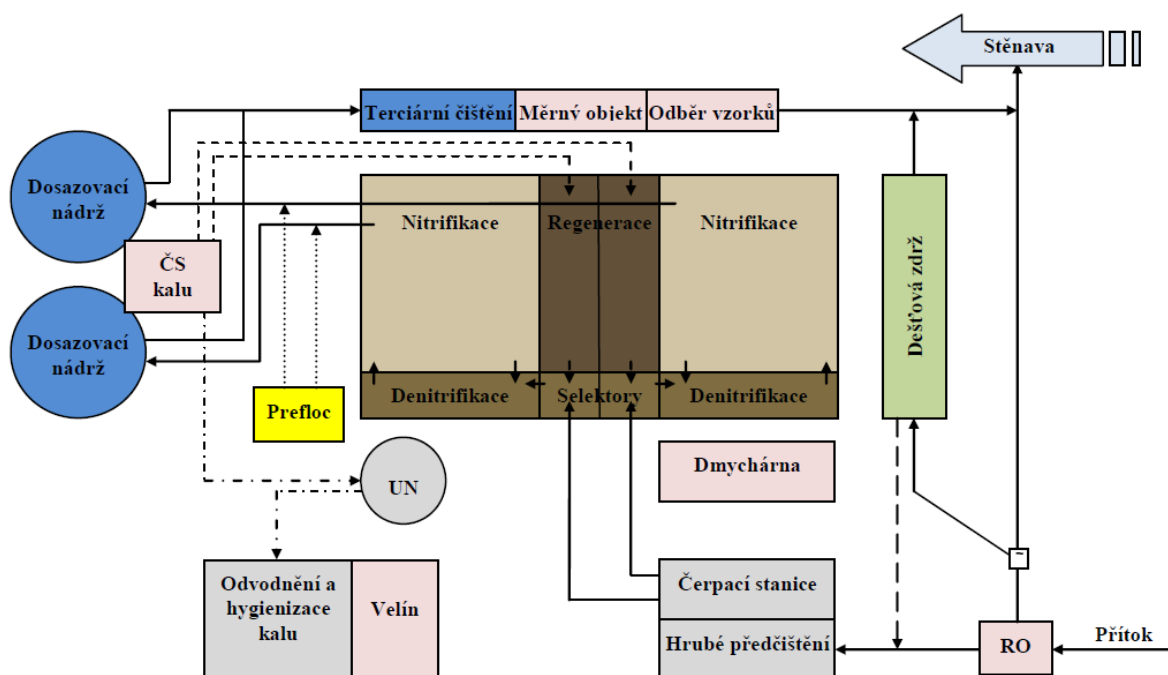 Stěnava
Terciární čištění
Měrný objekt
Odběr vzorků
Dosazovací
nádrž
Nitrifikace
Regenerace
Nitrifikace
ČS
kalu
Dešťová zdrž
Dosazovací
nádrž
Denitrifikace
Selektory
Denitrifikace
Prefloc
Dmychárna
UN
~
Odvodnění a
hygienizace
kalu
Velín
Čerpací stanice
Hrubé předčištění
RO
Přítok